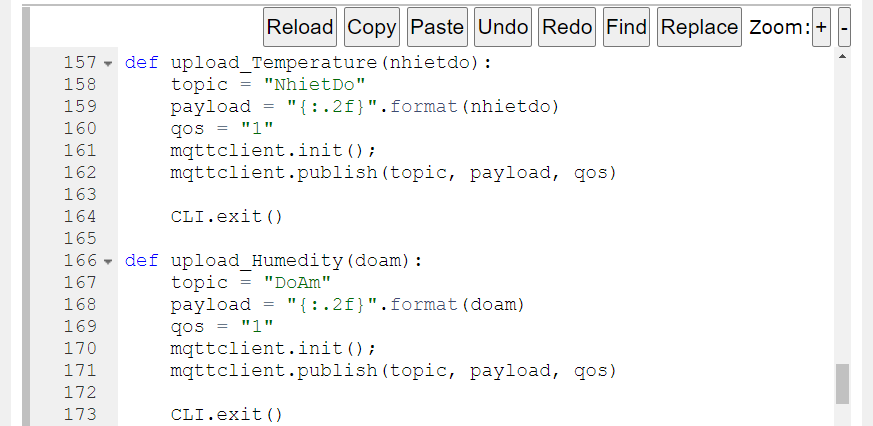 Reload Copy Paste Undo Redo Find Replace Zoom: + -
157 def upload_Temperature(nhietdo):
158     topic = "NhietDo"
159     payload = "{:.2f}".format(nhietdo)
160     qos = "1"
161     mqttclient.init();
162     mqttclient.publish(topic, payload, qos)
163
164     CLI.exit()
165
166 def upload_Humedity(doam):
167     topic = "DoAm"
168     payload = "{:.2f}".format(doam)
169     qos = "1"
170     mqttclient.init();
171     mqttclient.publish(topic, payload, qos)
172
173     CLI.exit()